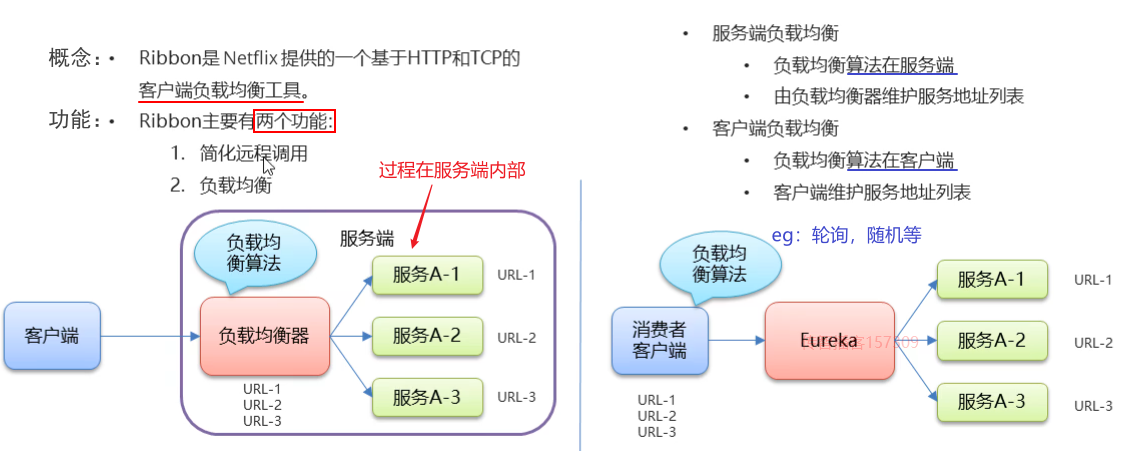 概念：• Ribbon是 Netflix 提供的一个基于HTTP和TCP的
客户端负载均衡工具。
功能：• Ribbon主要有两个功能：
1. 简化远程调用
2. 负载均衡
过程在服务端内部
负载均
衡算法
服务端
客户端
负载均衡器
URL-1
URL-2
URL-3
服务A-1
URL-1
服务A-2
URL-2
服务A-3
URL-3
• 服务端负载均衡
• 负载均衡算法在服务端
• 由负载均衡器维护服务地址列表
• 客户端负载均衡
• 负载均衡算法在客户端
• 客户端维护服务地址列表
eg：轮询，随机等
负载均
衡算法
消费者
客户端
URL-1
URL-2
URL-3
Eureka
服务A-1
URL-1
服务A-2
URL-2
服务A-3
URL-3